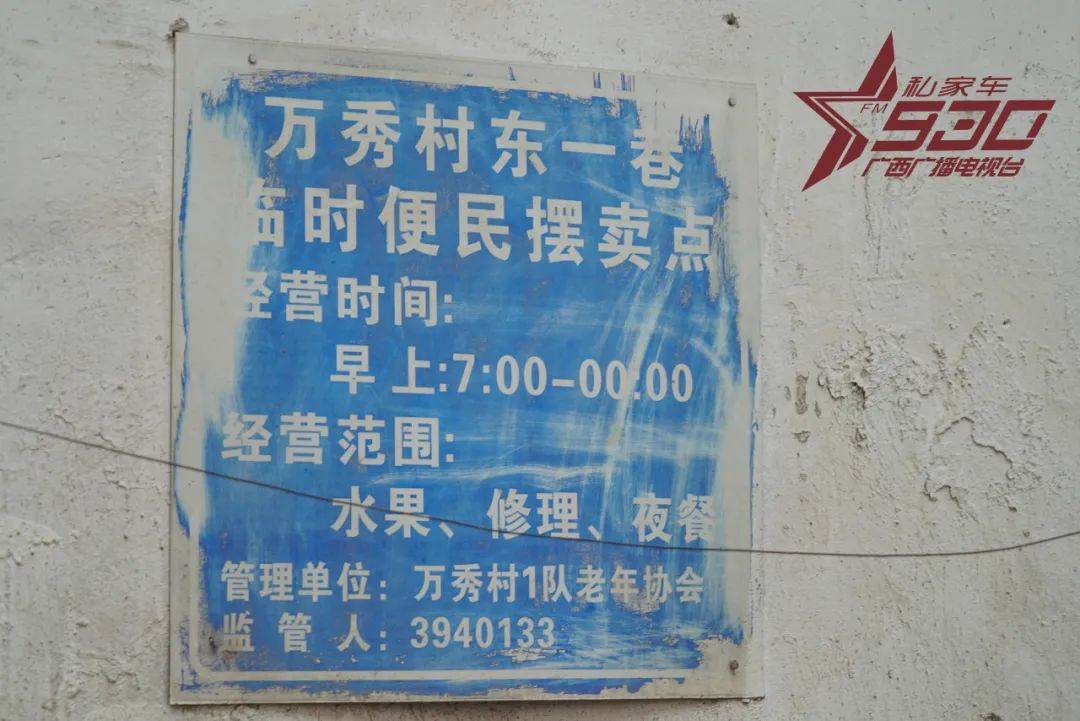 万秀村东一巷
临时便民摆卖点
经营时间:
早上:7:00-00:00
经营范围:
水果、修理、夜餐
管理单位: 万秀村1队老年协会
监管人: 3940133
私家车
FM 930
广西广播电视台